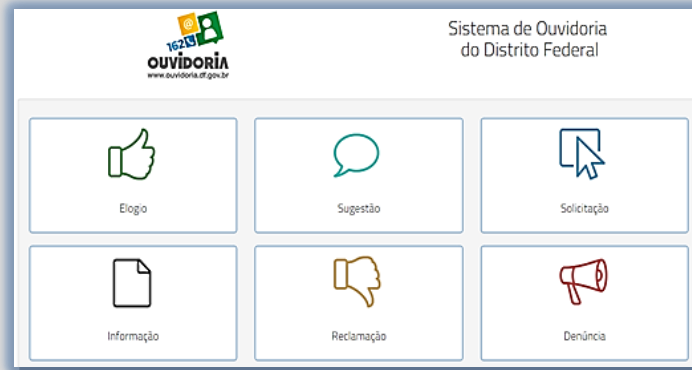 @
162
OUVIDORIA
www.ouvidoria.df.gov.br
Sistema de Ouvidoria
do Distrito Federal
Elogio
Sugestão
Solicitação
Informação
Reclamação
Denúncia